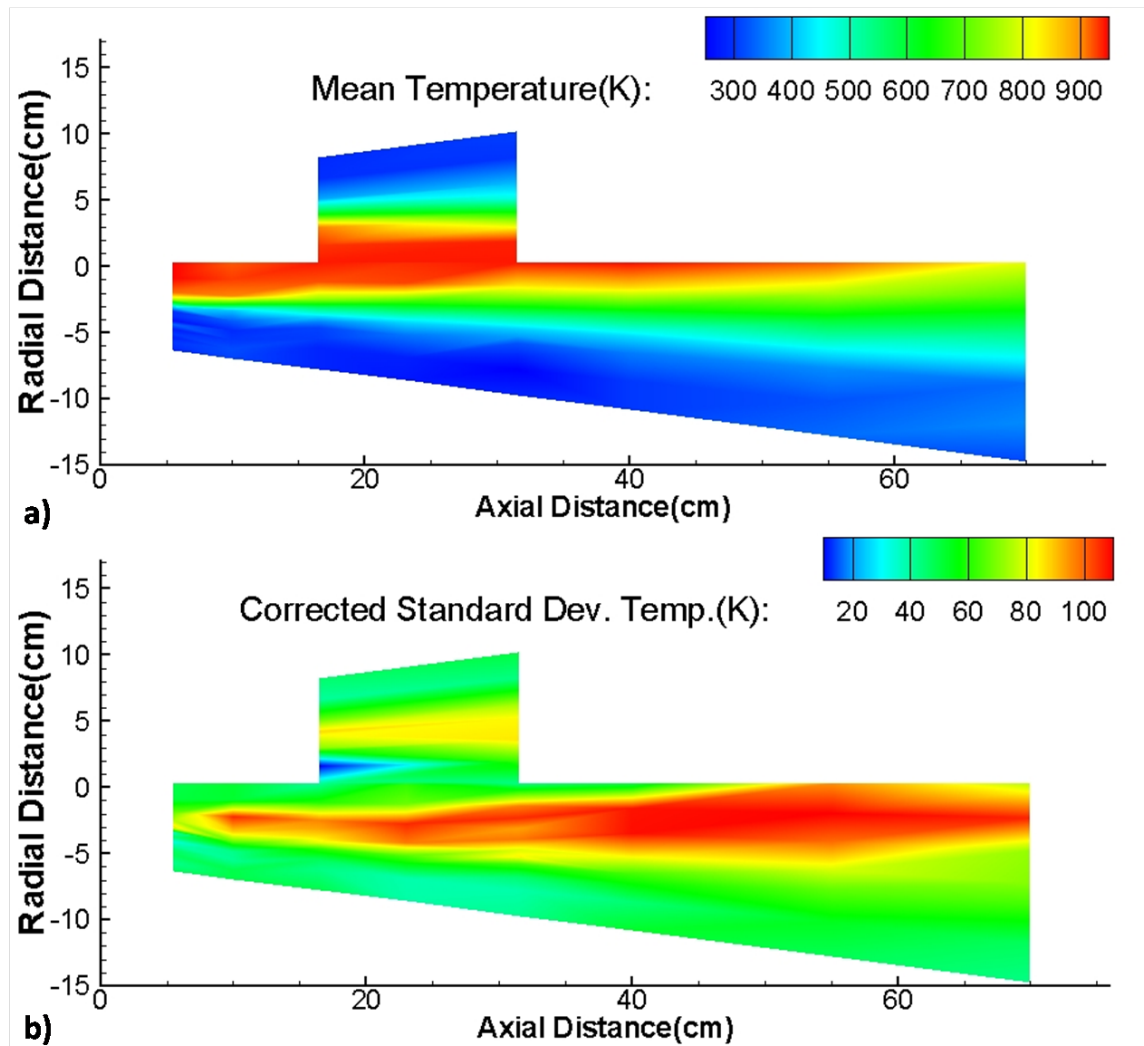 Mean Temperature(K):
300 400 500 600 700 800 900
Radial Distance(cm)
15
10
5
0
-5
-10
-15
0 20 40 60
Axial Distance(cm)
a)
Corrected Standard Dev. Temp.(K):
20 40 60 80 100
Radial Distance(cm)
15
10
5
0
-5
-10
-15
0 20 40 60
Axial Distance(cm)
b)